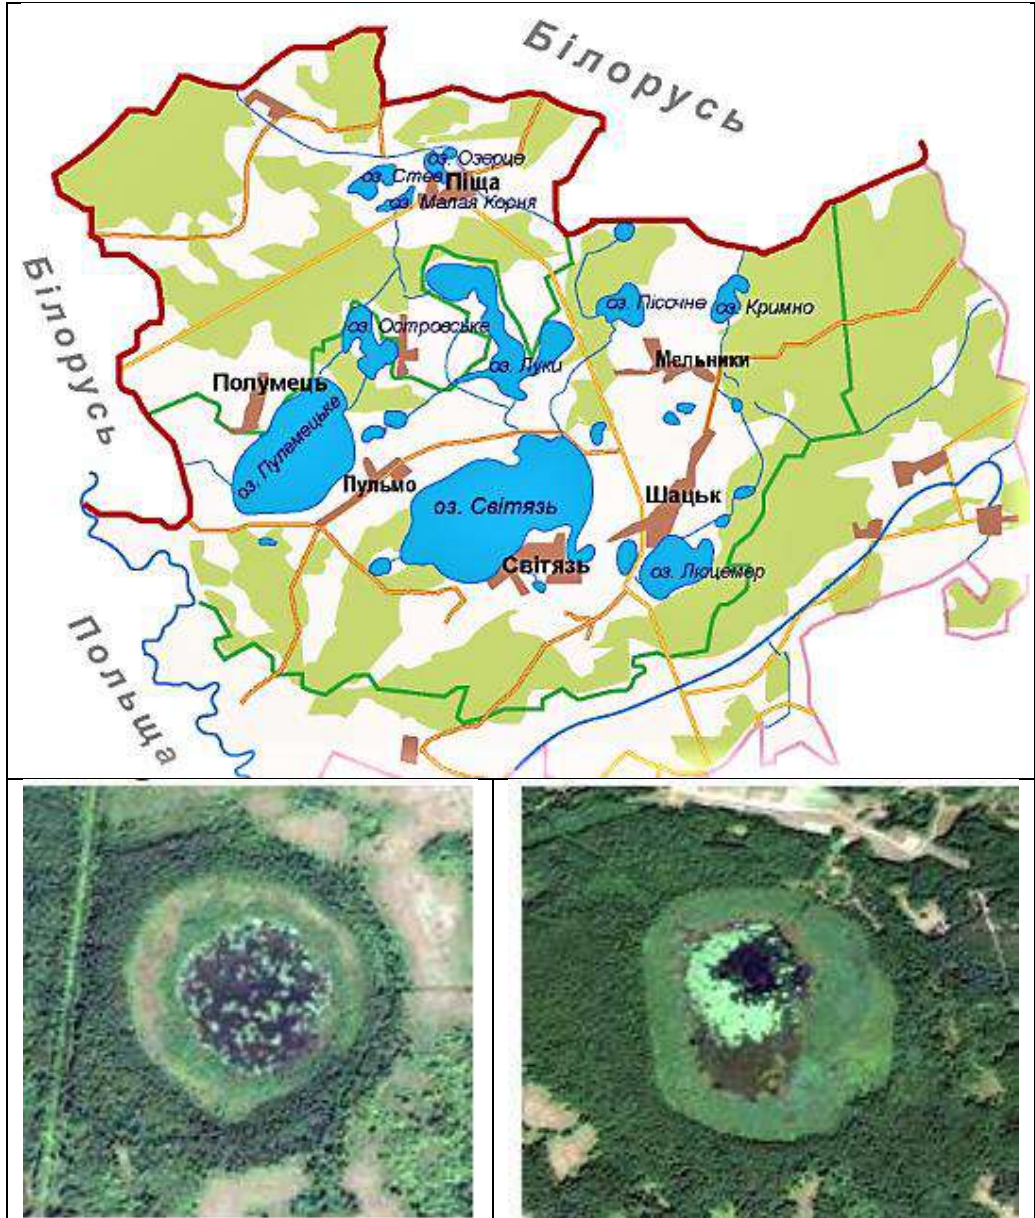 Білорусь
оз. Озерце
оз. Стев
Піща
оз. Малая Корня
Білорусь
оз. Пісочне
оз. Кримно
оз. Островське
оз. Луки
Мельники
Полумець
оз. Пулемецьке
Пульмо
Шацьк
оз. Світязь
Світязь
оз. Люцемер
Польща